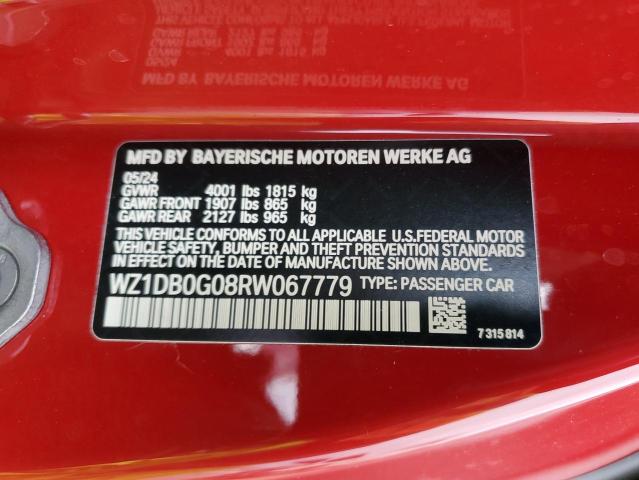 MFD BY BAYERISCHE MOTOREN WERKE AG
05/24
GVWR 4001 lbs 1815 kg
GAWR FRONT 1907 lbs 865 kg
GAWR REAR 2127 lbs 965 kg
THIS VEHICLE CONFORMS TO ALL APPLICABLE U.S.FEDERAL MOTOR
VEHICLE SAFETY, BUMPER AND THEFT PREVENTION STANDARDS
IN EFFECT ON THE DATE OF MANUFACTURE SHOWN ABOVE.
WZ1DB0G08RW067779 TYPE: PASSENGER CAR
7 315 814